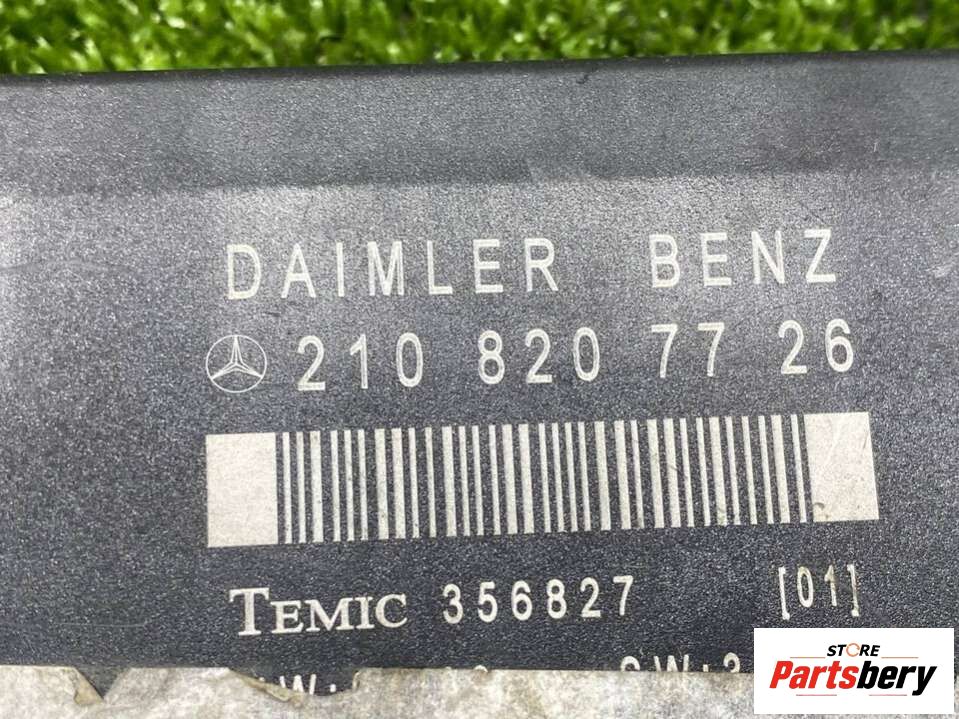 DAIMLER BENZ
210 820 77 26
TEMIC 356827 [01]
STORE
Partsbery